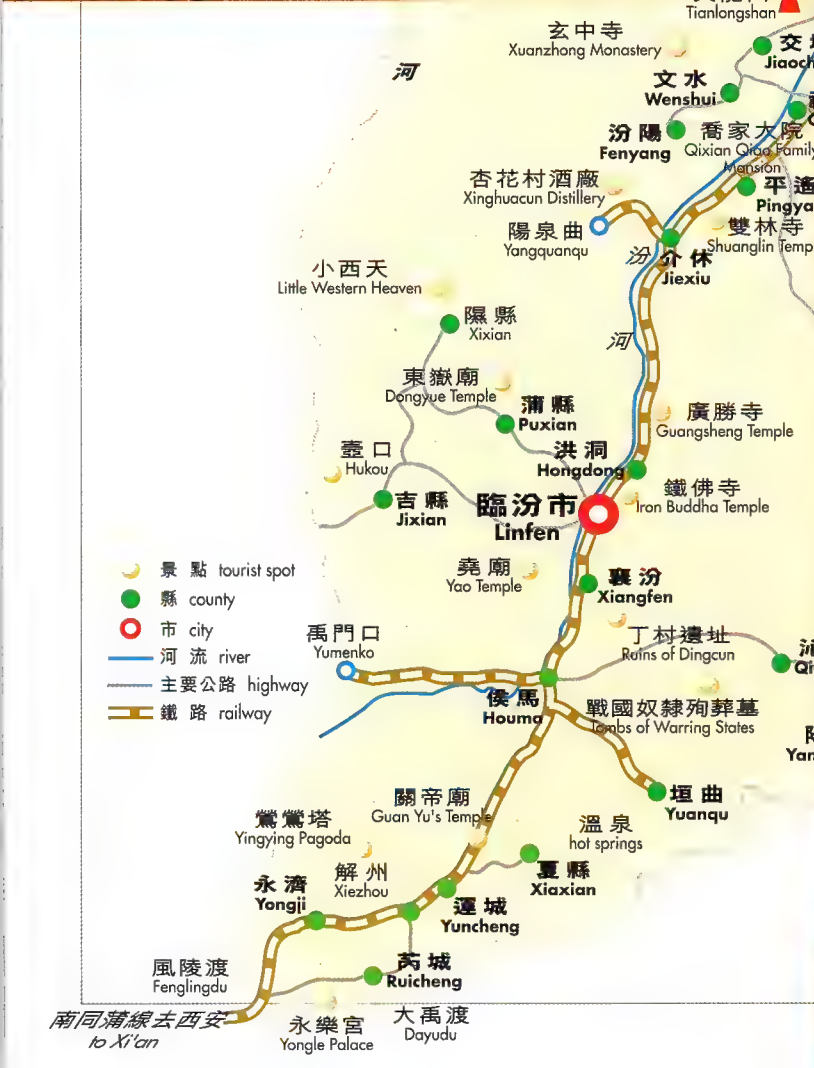 Tianlongshan
玄中寺
Xuanzhong Monastery
河
文水
Wenshui
汾陽
Fenyang
喬家大院
Qixian Qiao Family
Mansion
杏花村酒廠
Xinghuacun Distillery
陽泉曲
Yangquanqu
雙林寺
汾
介休
Jiexiu
小西天
Little Western Heaven
隰縣
Xixian
河
東嶽廟
Dongyue Temple
蒲縣
Puxian
廣勝寺
Guangsheng Temple
壺口
Hukou
洪洞
Hongdong
吉縣
Jixian
臨汾市
Linfen
鐵佛寺
Iron Buddha Temple
堯廟
Yao Temple
襄汾
Xiangfen
景點 tourist spot
縣 county
市 city
河流 river
主要公路 highway
鐵路 railway
禹門口
Yumenko
丁村遺址
Ruins of Dingcun
侯馬
Houma
戰國奴隸殉葬墓
Tombs of Warring States
垣曲
Yuanqu
關帝廟
Guan Yu's Temple
溫泉
hot springs
鶯鶯塔
Yingying Pagoda
解州
Xiezhou
夏縣
Xiaxian
永濟
Yongji
運城
Yuncheng
芮城
Ruicheng
風陵渡
Fenglingdu
南同蒲線去西安
to Xi'an
永樂宮
Yongle Palace
大禹渡
Dayudu